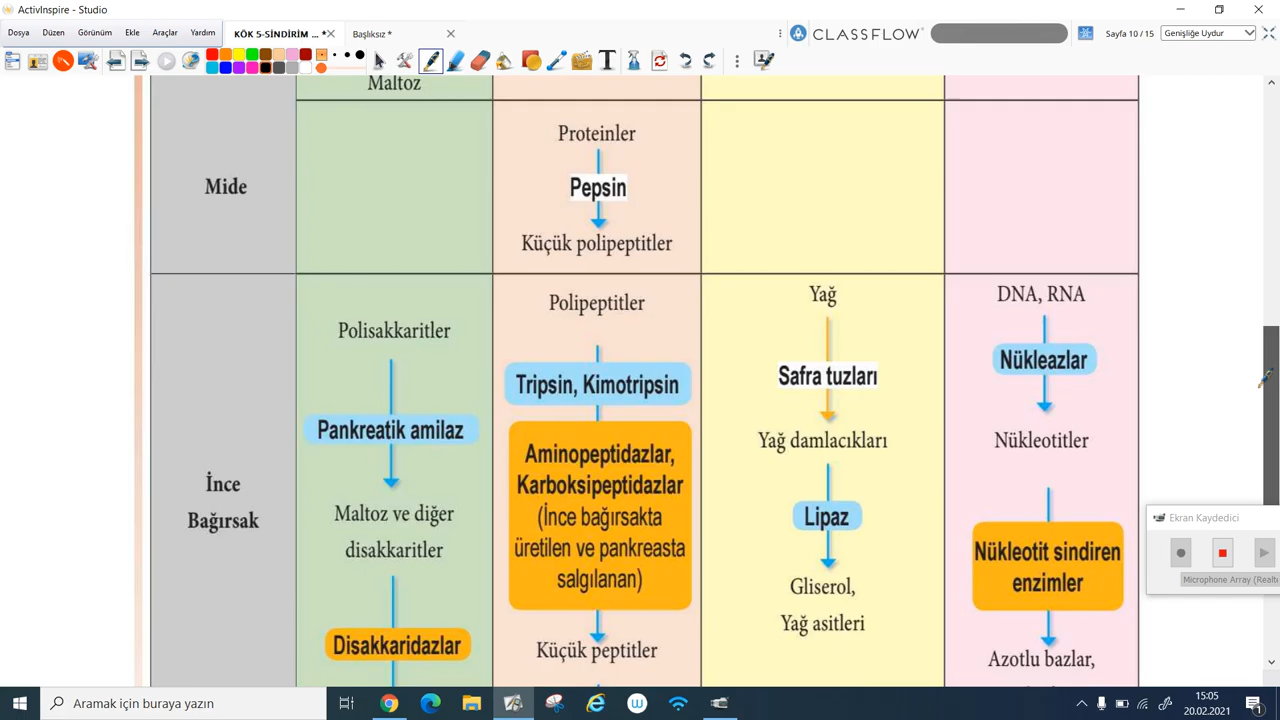 ActivInspire - Studio
Dosya Düzen Görünüm Ekle Araçlar Yardım
KÖK 5-SİNDİRİM ... *
Başlıksız *
CLASSFLOW
Sayfa 10 / 15
Genişliğe Uydur
Maltoz
Mide
Proteinler
Pepsin
Küçük polipeptitler
İnce
Bağırsak
Polisakkaritler
Pankreatik amilaz
Maltoz ve diğer
disakkaritler
Disakkaridazlar
Polipeptitler
Tripsin, Kimotripsin
Aminopeptidazlar,
Karboksipeptidazlar
(İnce bağırsakta
üretilen ve pankreasta
salgılanan)
Küçük peptitler
Yağ
Safra tuzları
Yağ damlacıkları
Lipaz
Gliserol,
Yağ asitleri
DNA, RNA
Nükleazlar
Nükleotitler
Nükleotit sindiren
enzimler
Azotlu bazlar,
Ekran Kaydedici
Microphone Array (Realt
Aramak için buraya yazın
15:05
20.02.2021